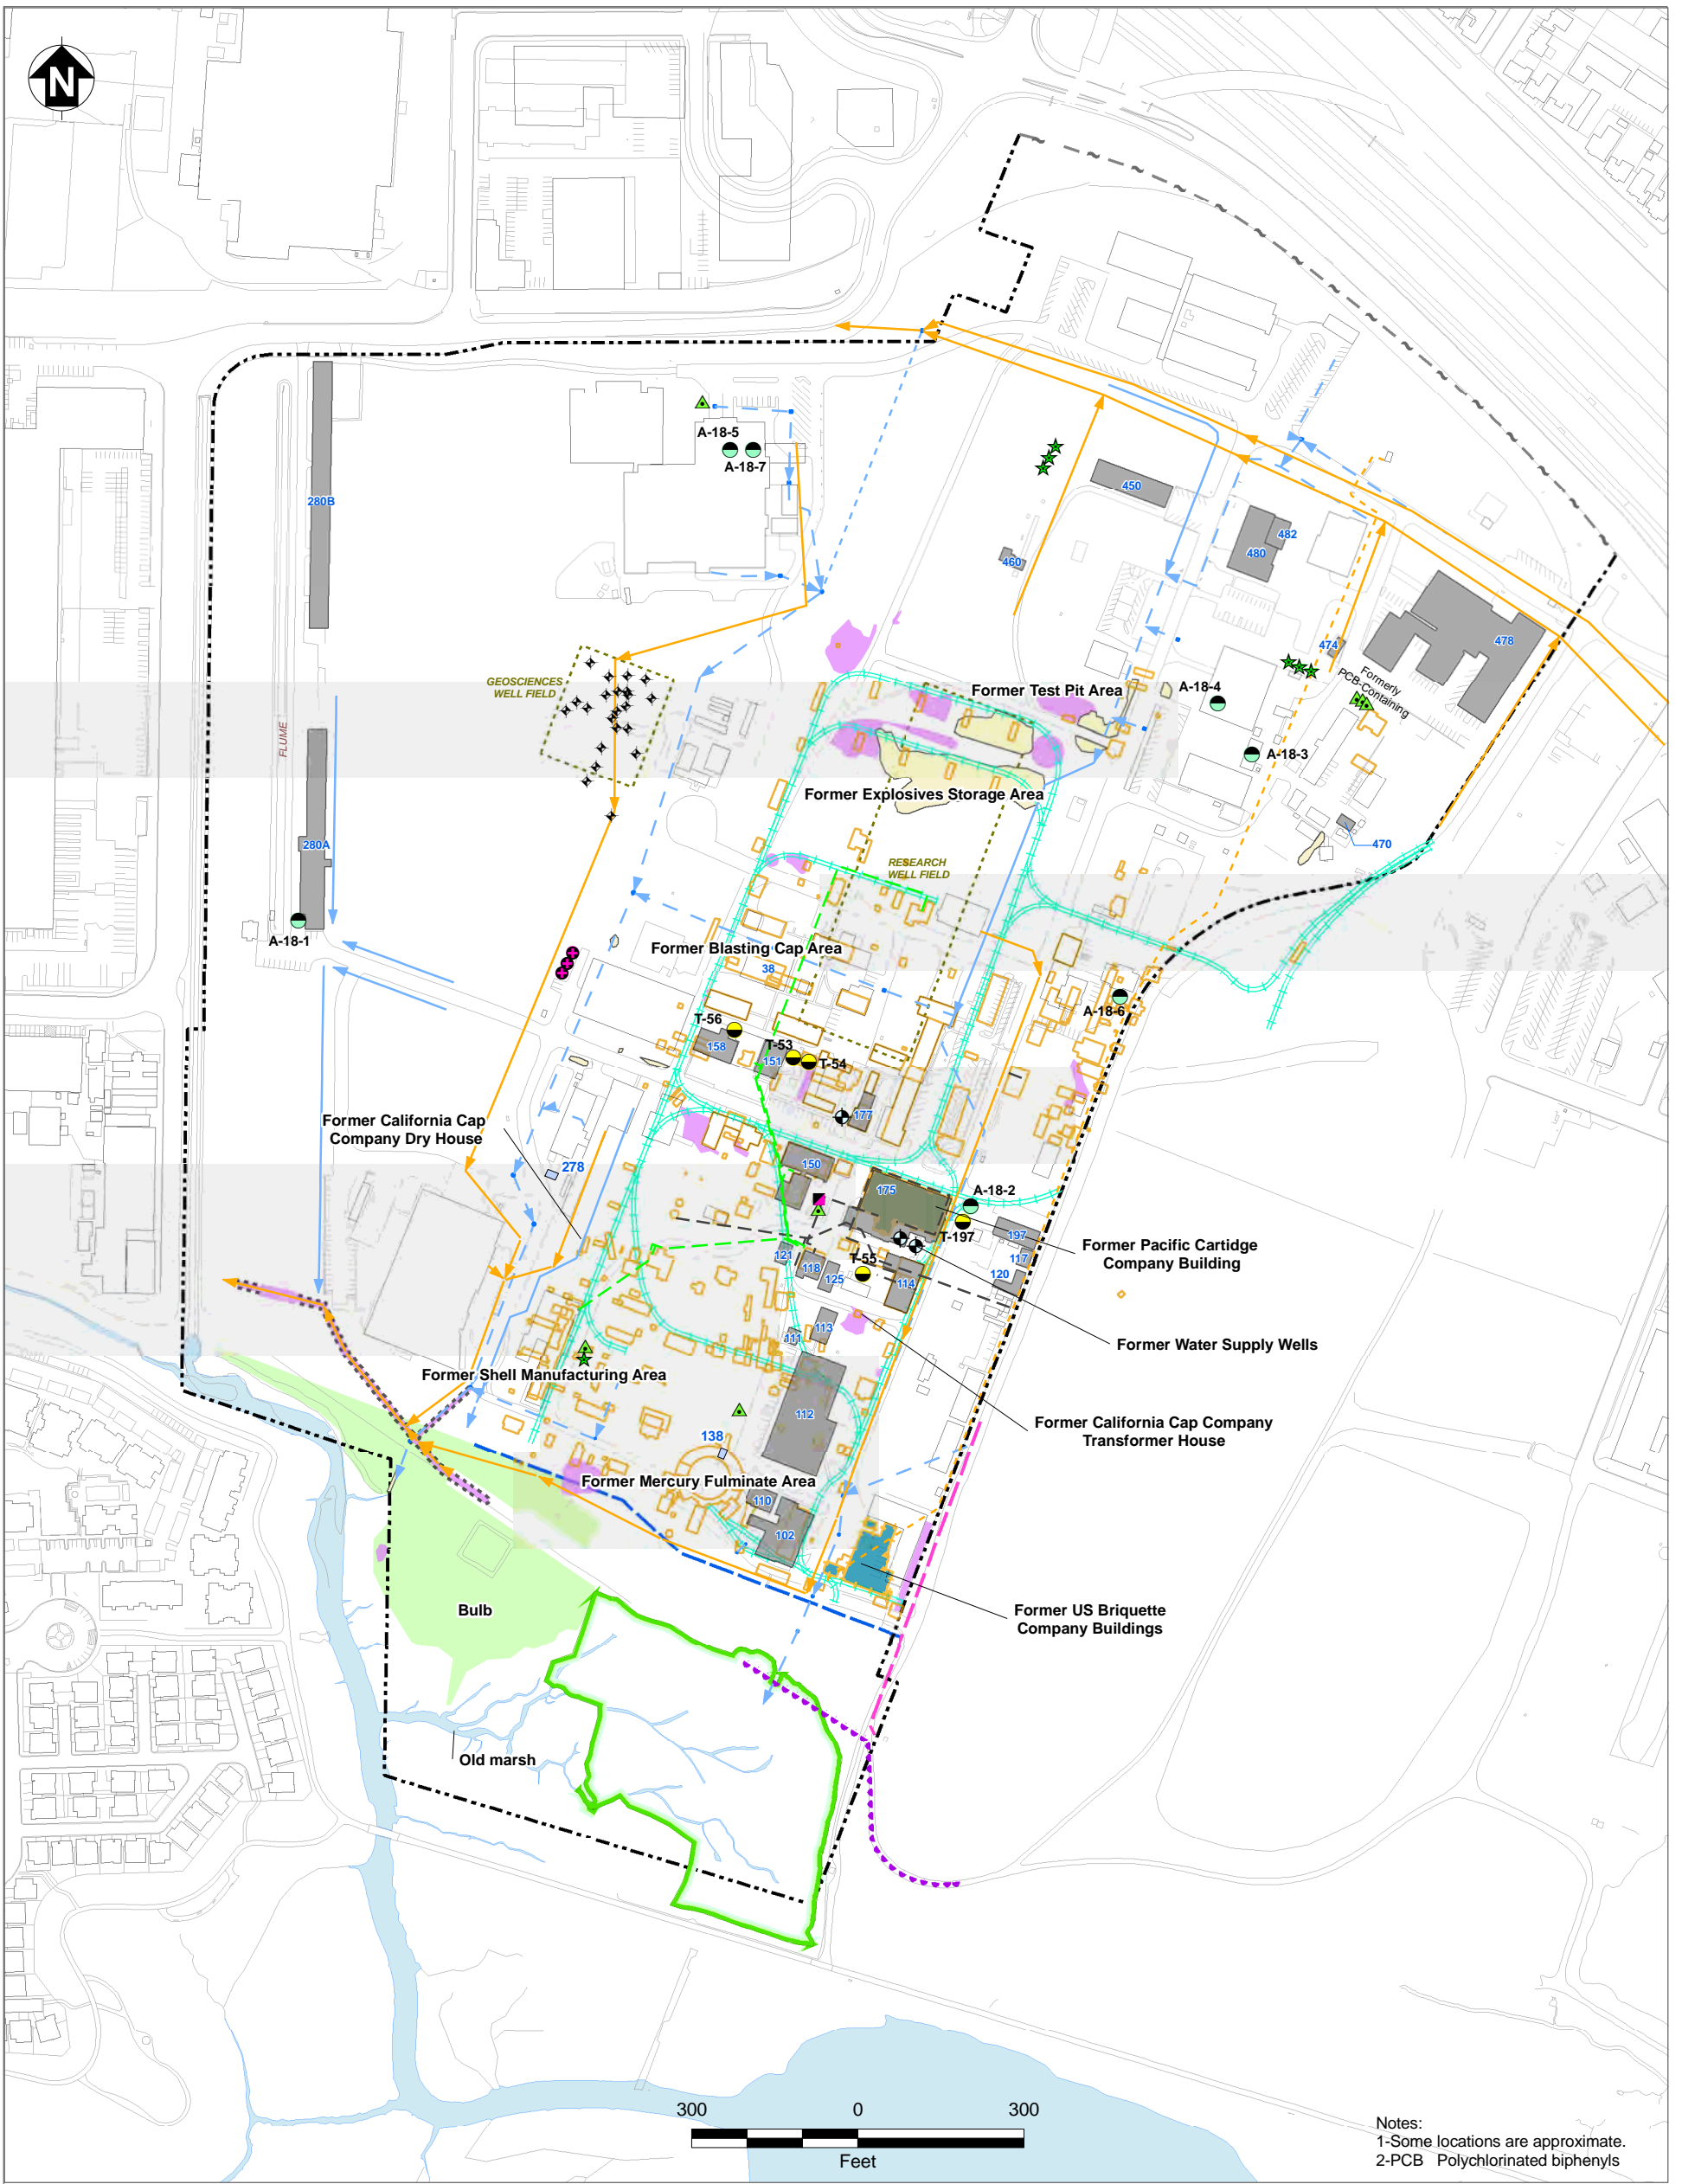 N
A-18-5
A-18-7
280B
450
482
480
460
478
474
Formerly
PCB-Containing
GEOSCIENCES
WELL FIELD
Former Test Pit Area
A-18-4
FLUME
A-18-3
Former Explosives Storage Area
280A
470
RESEARCH
WELL FIELD
A-18-1
Former Blasting Cap Area
38
A-18-6
T-56
158
T-53
151
T-54
177
Former California Cap
Company Dry House
278
150
175
A-18-2
T-197
197
117
120
Former Pacific Cartidge
Company Building
121
118
125
T-55
114
113
111
Former Water Supply Wells
Former Shell Manufacturing Area
112
Former California Cap Company
Transformer House
138
Former Mercury Fulminate Area
110
102
Bulb
Former US Briquette
Company Buildings
Old marsh
300 0 300
Feet
Notes:
1-Some locations are approximate.
2-PCB Polychlorinated biphenyls